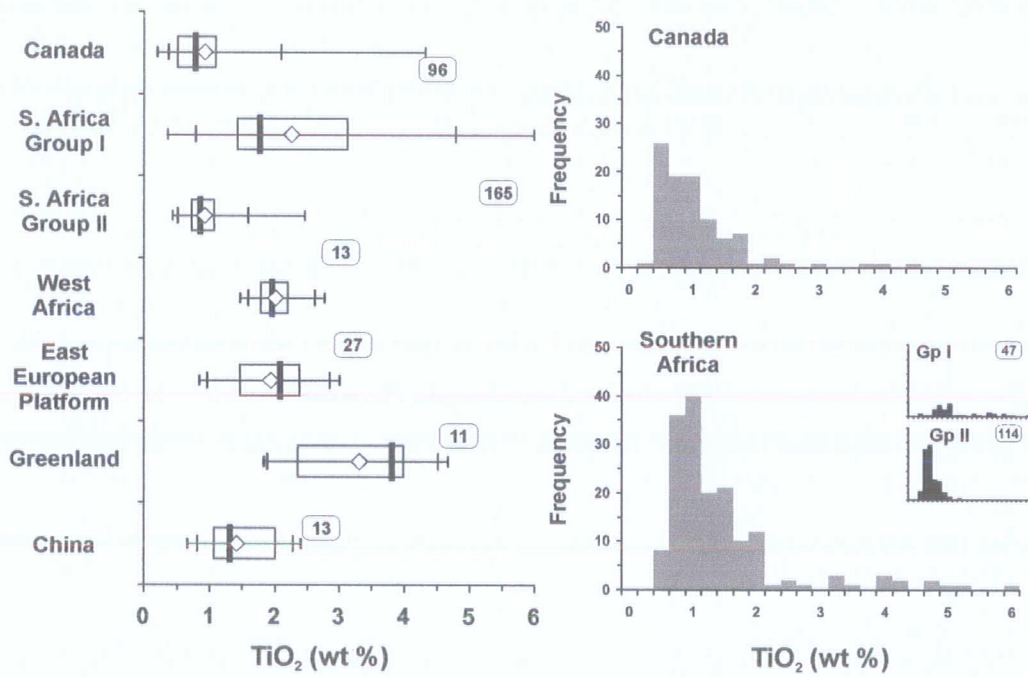 Canada
96
S. Africa
Group I
S. Africa
Group II
165
West
Africa
13
East
European
Platform
27
Greenland
11
China
13
0 1 2 3 4 5 6
TiO2 (wt %)
Canada
Frequency
50
40
30
20
10
0
0 1 2 3 4 5 6
Southern
Africa
Frequency
50
40
30
20
10
0
0 1 2 3 4 5 6
TiO2 (wt %)
Gp I 47
Gp II 114